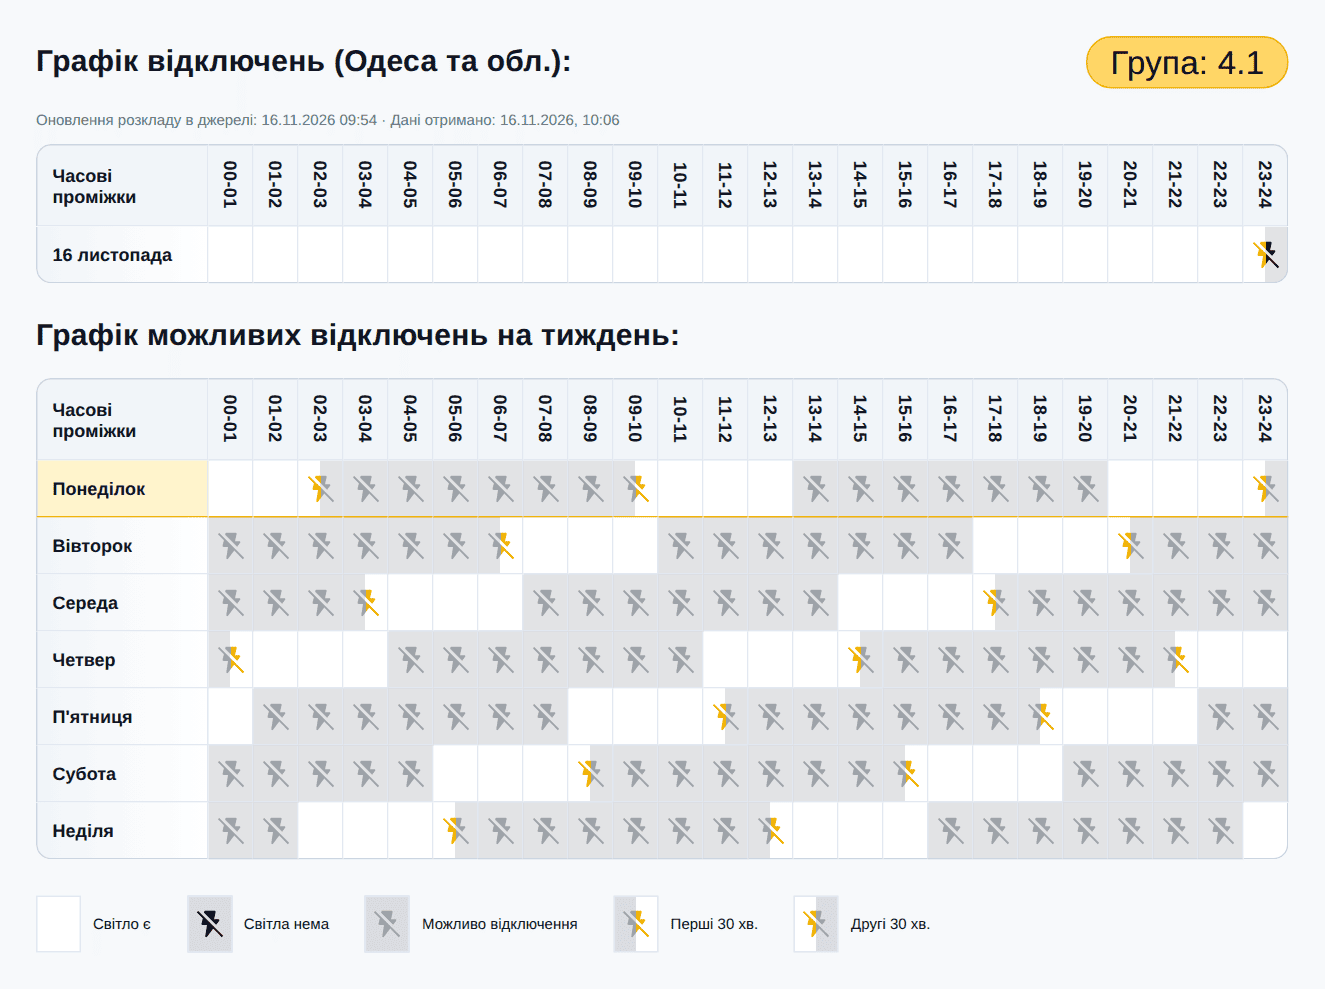 Графік відключень (Одеса та обл.):
Група: 4.1
Оновлення розкладу в джерелі: 16.11.2026 09:54 · Дані отримано: 16.11.2026, 10:06
Часові
проміжки
00-01 01-02 02-03 03-04 04-05 05-06 06-07 07-08 08-09 09-10 10-11 11-12 12-13 13-14 14-15 15-16 16-17 17-18 18-19 19-20 20-21 21-22 22-23 23-24
16 листопада
Графік можливих відключень на тиждень:
Часові
проміжки
00-01 01-02 02-03 03-04 04-05 05-06 06-07 07-08 08-09 09-10 10-11 11-12 12-13 13-14 14-15 15-16 16-17 17-18 18-19 19-20 20-21 21-22 22-23 23-24
Понеділок
Вівторок
Середа
Четвер
П'ятниця
Субота
Неділя
Світло є
Світла нема
Можливо відключення
Перші 30 хв.
Другі 30 хв.